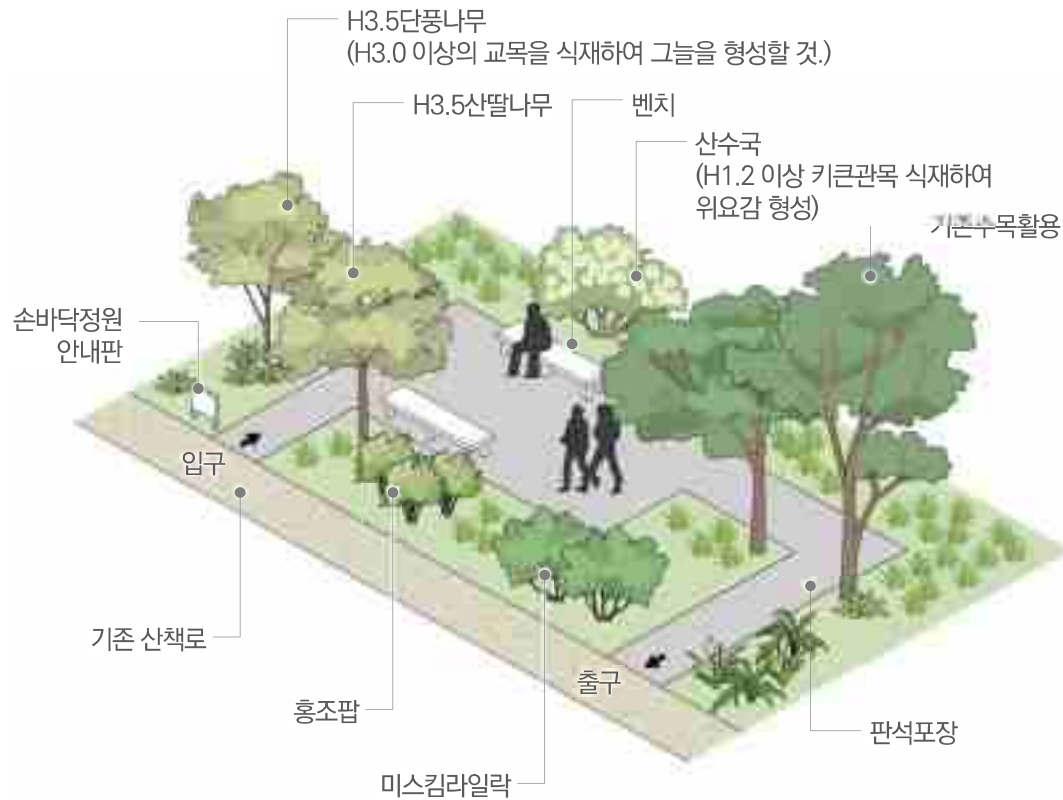 H3.5단풍나무
(H3.0 이상의 교목을 식재하여 그늘을 형성할 것.)
H3.5산딸나무
벤치
산수국
(H1.2 이상 키큰관목 식재하여
위요감 형성)
기존수목활용
손바닥정원
안내판
입구
기존 산책로
출구
홍조팝
판석포장
미스킴라일락